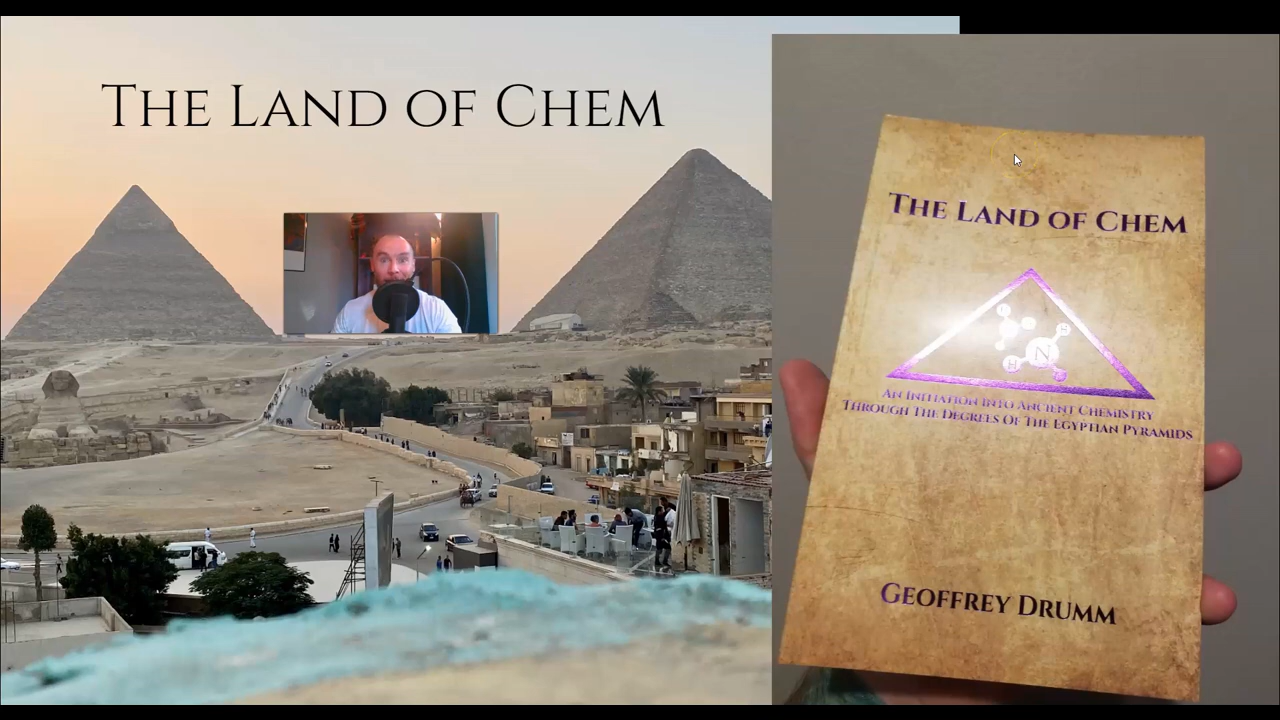 The Land of Chem
The Land of Chem
N
H
An Initiation Into Ancient Chemistry
Through The Degrees Of The Egyptian Pyramids
Geoffrey Drumm